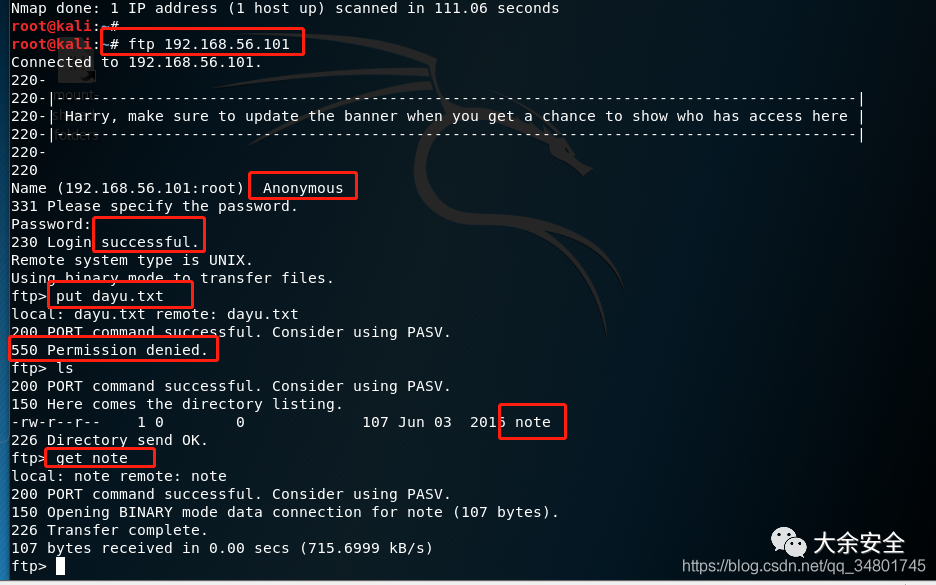 Nmap done: 1 IP address (1 host up) scanned in 111.06 seconds
root@kali:~#
root@kali:~# ftp 192.168.56.101
Connected to 192.168.56.101.
220-
220-|-----------------------------------------------------------------------------------------|
220-| Harry, make sure to update the banner when you get a chance to show who has access here |
220-|-----------------------------------------------------------------------------------------|
220-
220
Name (192.168.56.101:root) Anonymous
331 Please specify the password.
Password:
230 Login successful.
Remote system type is UNIX.
Using binary mode to transfer files.
ftp> put dayu.txt
local: dayu.txt remote: dayu.txt
200 PORT command successful. Consider using PASV.
550 Permission denied.
ftp> ls
200 PORT command successful. Consider using PASV.
150 Here comes the directory listing.
-rw-r--r--    1 0        0             107 Jun 03  2016 note
226 Directory send OK.
ftp> get note
local: note remote: note
200 PORT command successful. Consider using PASV.
150 Opening BINARY mode data connection for note (107 bytes).
226 Transfer complete.
107 bytes received in 0.00 secs (715.6999 kB/s)
ftp>
大余安全
https://blog.csdn.net/qq_34801745